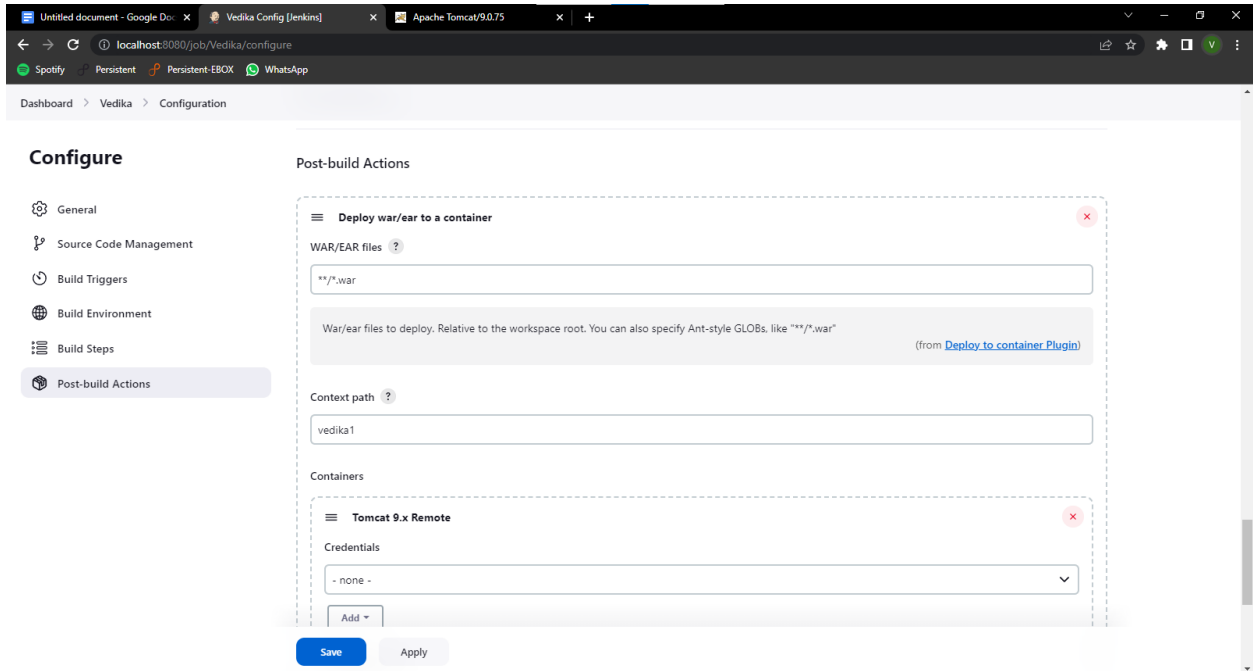 Untitled document - Google Doc
Vedika Config [Jenkins]
Apache Tomcat/9.0.75
localhost:8080/job/Vedika/configure
V
Spotify
Persistent
Persistent-EBOX
WhatsApp
Dashboard > Vedika > Configuration
Configure
General
Source Code Management
Build Triggers
Build Environment
Build Steps
Post-build Actions
Post-build Actions
Deploy war/ear to a container
WAR/EAR files ?
**/*.war
War/ear files to deploy. Relative to the workspace root. You can also specify Ant-style GLOBs, like "**/*.war"
(from Deploy to container Plugin)
Context path ?
vedika1
Containers
Tomcat 9.x Remote
Credentials
- none -
Add
Save
Apply